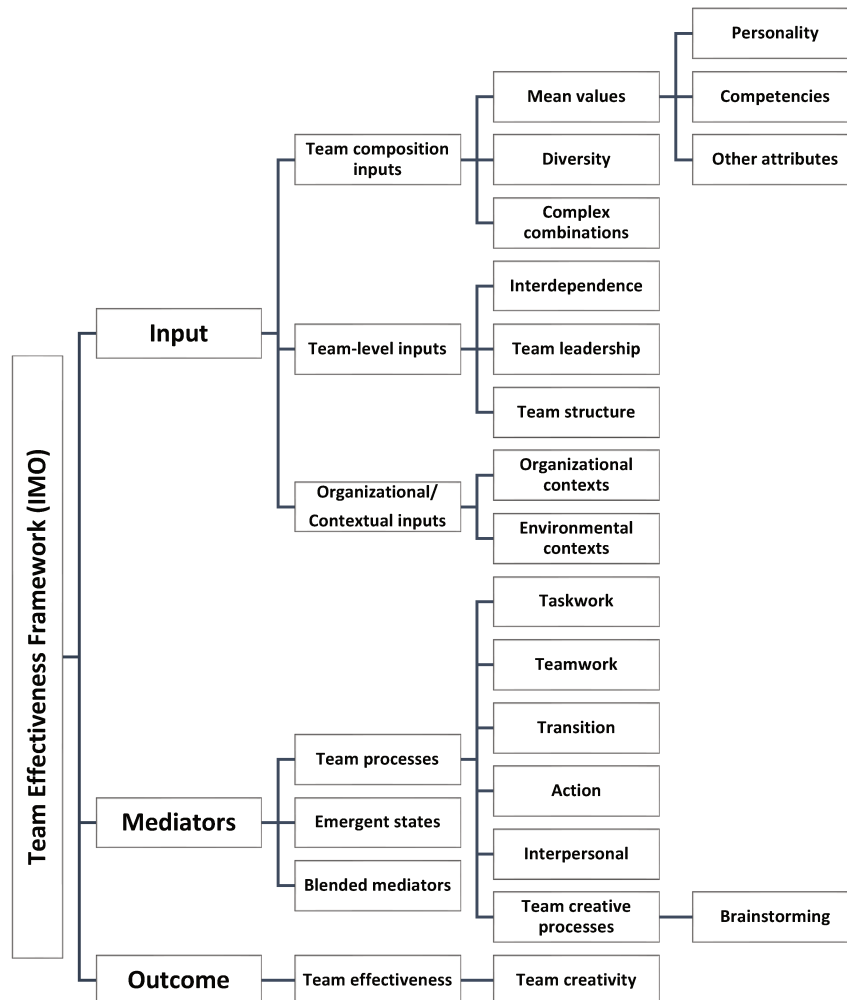 Team Effectiveness Framework (IMO)
Input
Team composition
inputs
Mean values
Personality
Competencies
Other attributes
Diversity
Complex
combinations
Team-level inputs
Interdependence
Team leadership
Team structure
Organizational/
Contextual inputs
Organizational
contexts
Environmental
contexts
Mediators
Team processes
Taskwork
Teamwork
Transition
Action
Interpersonal
Team creative
processes
Brainstorming
Emergent states
Blended mediators
Outcome
Team effectiveness
Team creativity